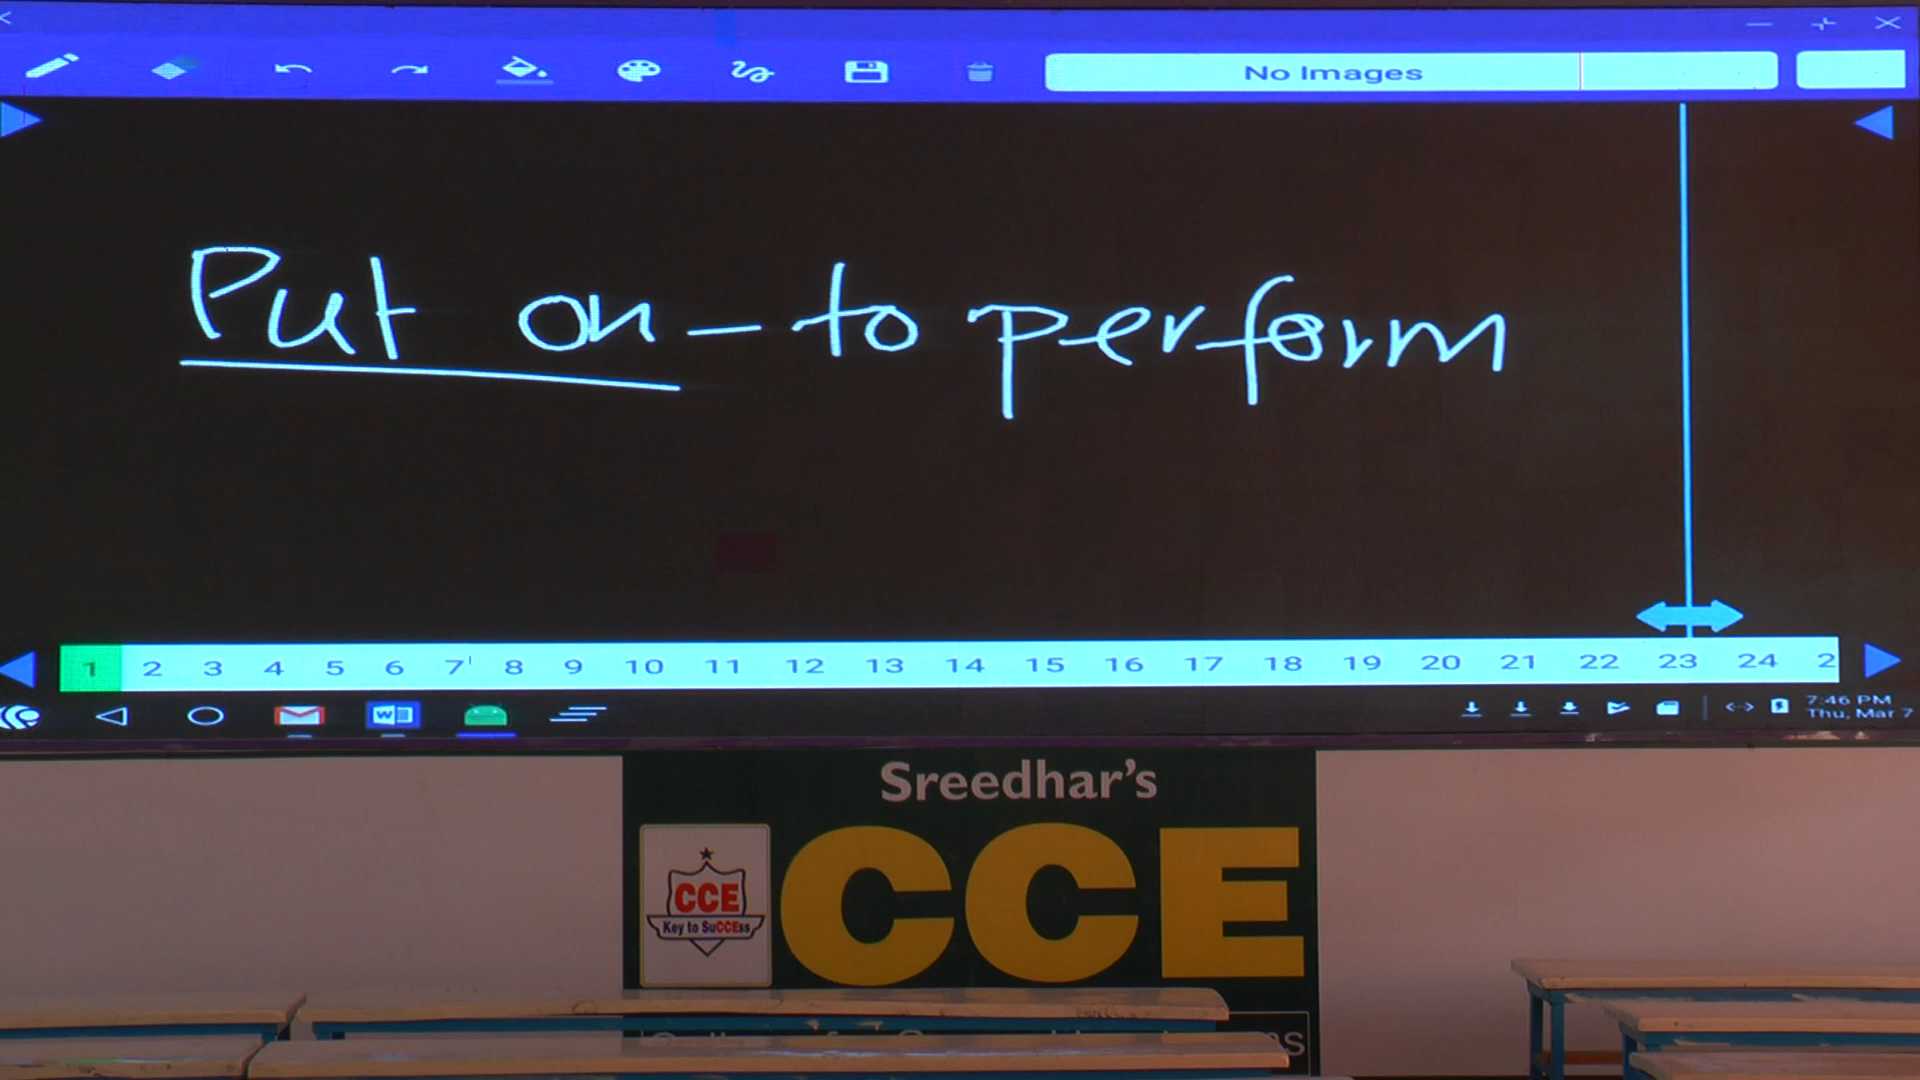 No Images
Put on – to perform
1 2 3 4 5 6 7 8 9 10 11 12 13 14 15 16 17 18 19 20 21 22 23 24 2
7:46 PM
Thu, Mar 7
Sreedhar's
CCE
CCE
Key to SuCCEss